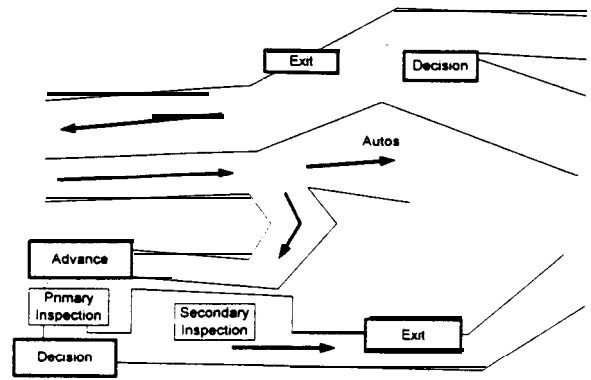 Exit
Decision
Autos
Advance
Primary
Inspection
Secondary
Inspection
Exit
Decision